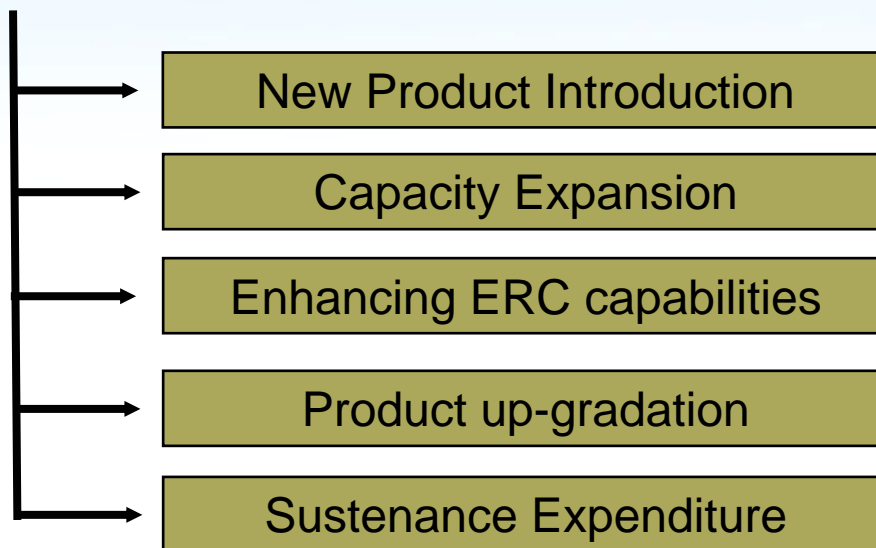 New Product Introduction
Capacity Expansion
Enhancing ERC capabilities
Product up-gradation
Sustenance Expenditure